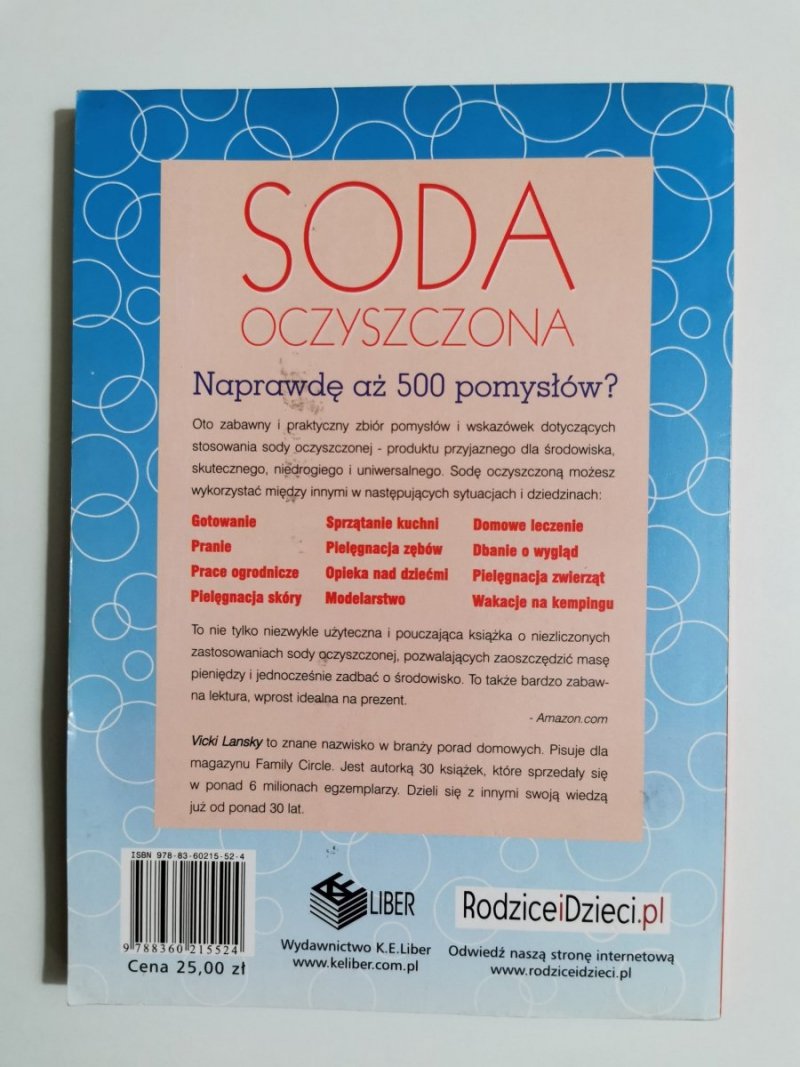 SODA
OCZYSZCZONA
Naprawdę aż 500 pomysłów?
Oto zabawny i praktyczny zbiór pomysłów i wskazówek dotyczących
stosowania sody oczyszczonej - produktu przyjaznego dla środowiska,
skutecznego, niedrogiego i uniwersalnego. Sodę oczyszczoną możesz
wykorzystać między innymi w następujących sytuacjach i dziedzinach:
Gotowanie Sprzątanie kuchni Domowe leczenie
Pranie Pielęgnacja zębów Dbanie o wygląd
Prace ogrodnicze Opieka nad dziećmi Pielęgnacja zwierząt
Pielęgnacja skóry Modelarstwo Wakacje na kempingu
To nie tylko niezwykle użyteczna i pouczająca książka o niezliczonych
zastosowaniach sody oczyszczonej, pozwalających zaoszczędzić masę
pieniędzy i jednocześnie zadbać o środowisko. To także bardzo zabaw-
na lektura, wprost idealna na prezent.
- Amazon.com
Vicki Lansky to znane nazwisko w branży porad domowych. Pisuje dla
magazynu Family Circle. Jest autorką 30 książek, które sprzedały się
w ponad 6 milionach egzemplarzy. Dzieli się z innymi swoją wiedzą
już od ponad 30 lat.
ISBN 978-83-60215-52-4
9 788360 215524
Cena 25,00 zł
KE LIBER
Wydawnictwo K.E.Liber
www.keliber.com.pl
RodziceiDzieci.pl
Odwiedź naszą stronę internetową
www.rodziceidzieci.pl